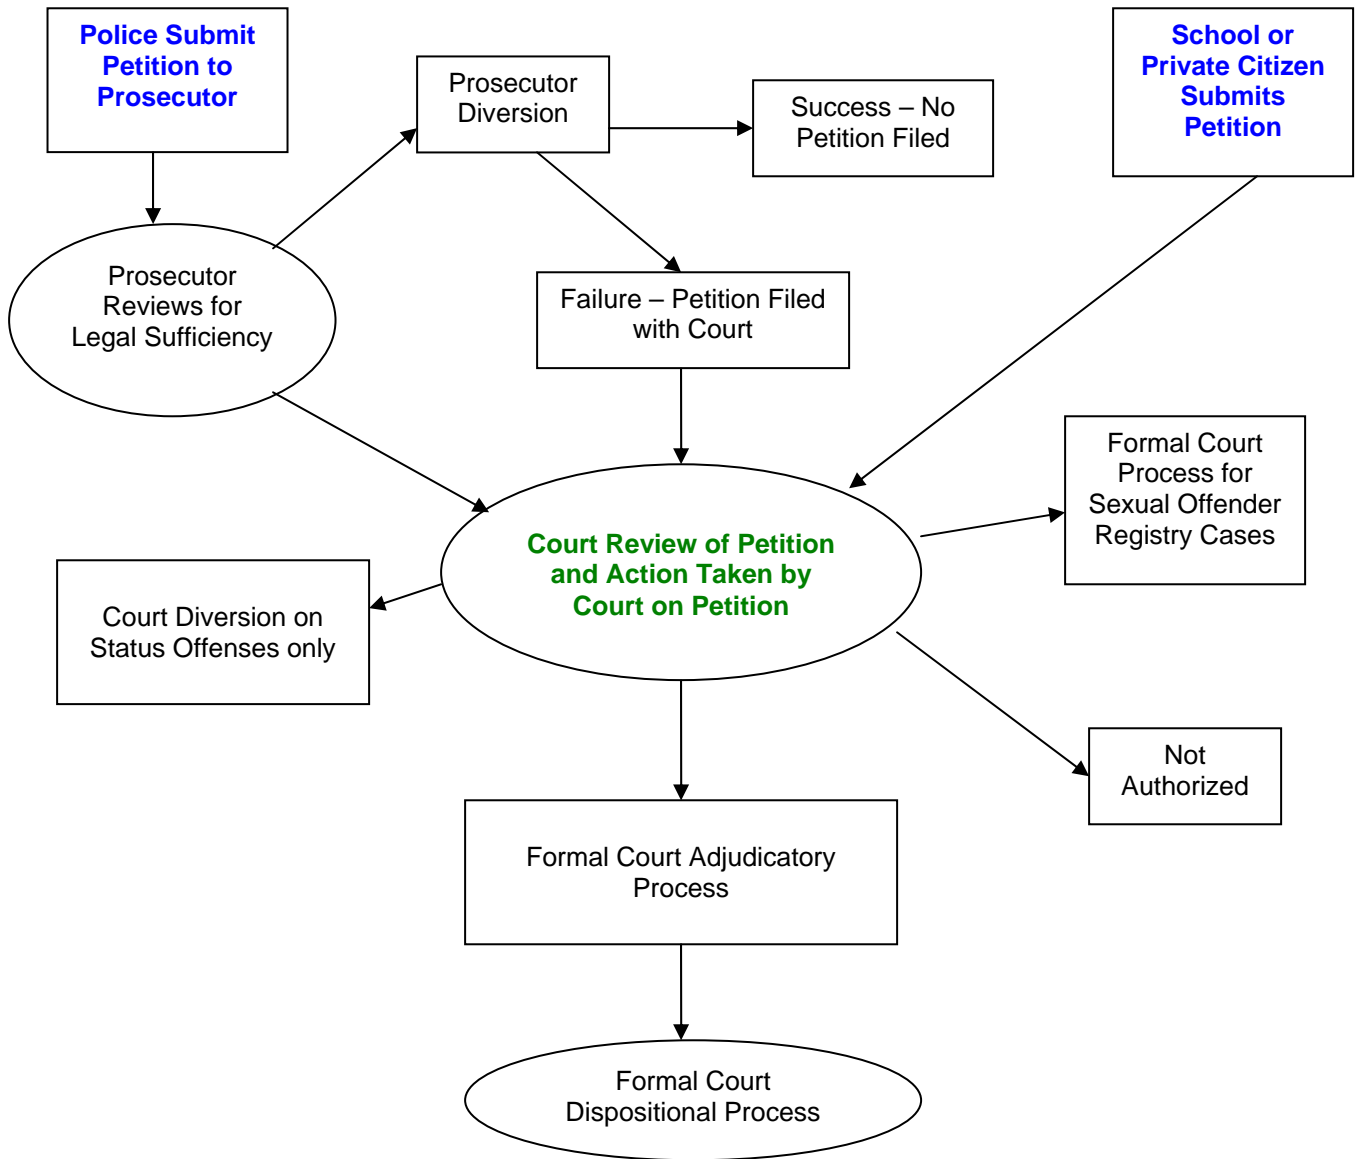 Police Submit
Petition to
Prosecutor
Prosecutor
Diversion
Success – No
Petition Filed
School or
Private Citizen
Submits
Petition
Prosecutor
Reviews for
Legal Sufficiency
Failure – Petition Filed
with Court
Formal Court
Process for
Sexual Offender
Registry Cases
Court Review of Petition
and Action Taken by
Court on Petition
Court Diversion on
Status Offenses only
Not
Authorized
Formal Court Adjudicatory
Process
Formal Court
Dispositional Process